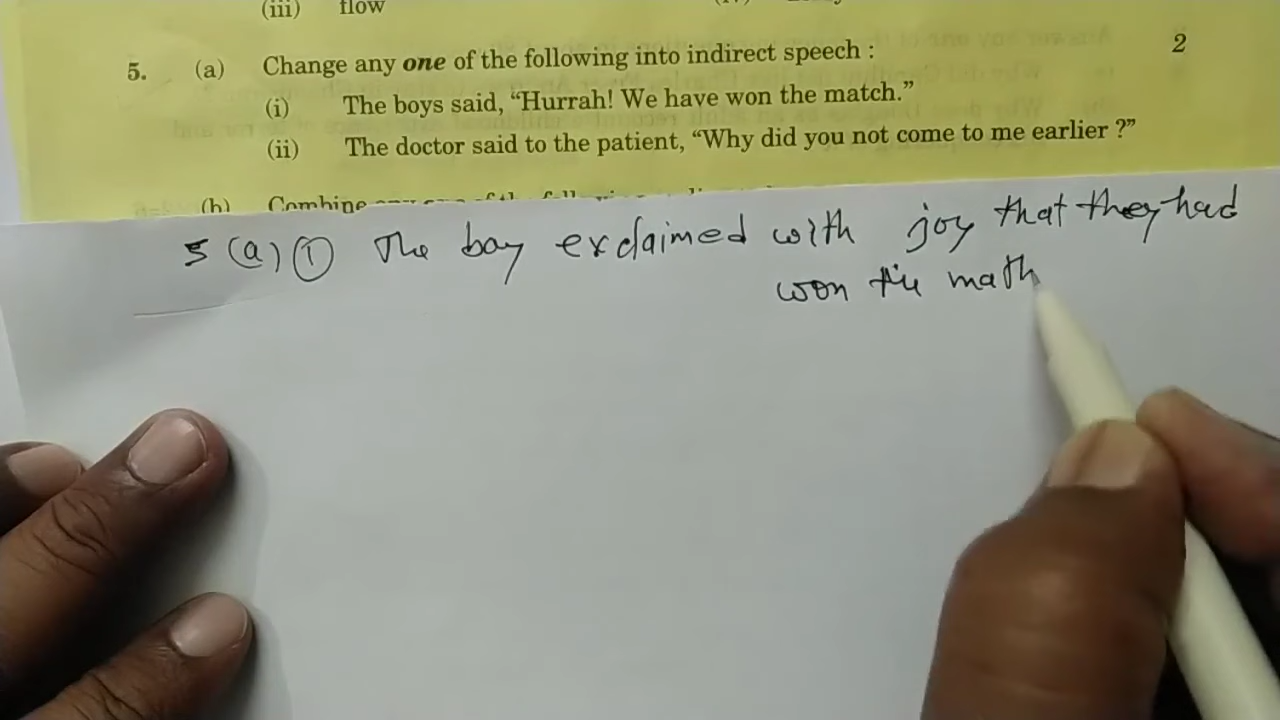 (iii) flow
5. (a) Change any one of the following into indirect speech : 2
(i) The boys said, “Hurrah! We have won the match.”
(ii) The doctor said to the patient, “Why did you not come to me earlier ?”
(b) Combine
5 (a) (1) The boy exclaimed with joy that they had
won the math